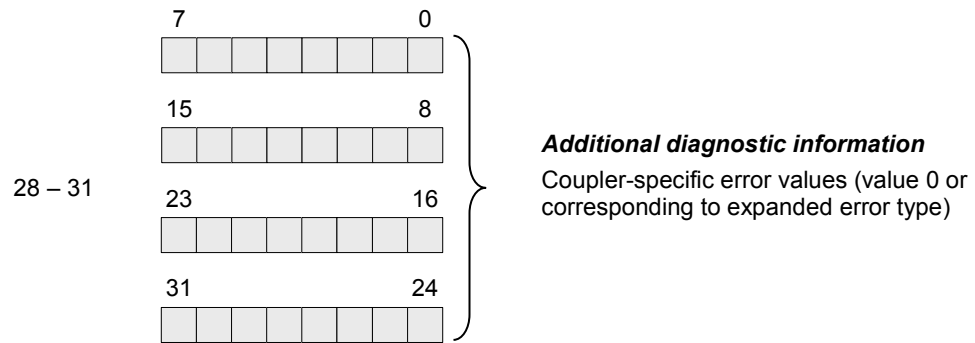 7 0
15 8
28 – 31
23 16
31 24
Additional diagnostic information
Coupler-specific error values (value 0 or
corresponding to expanded error type)